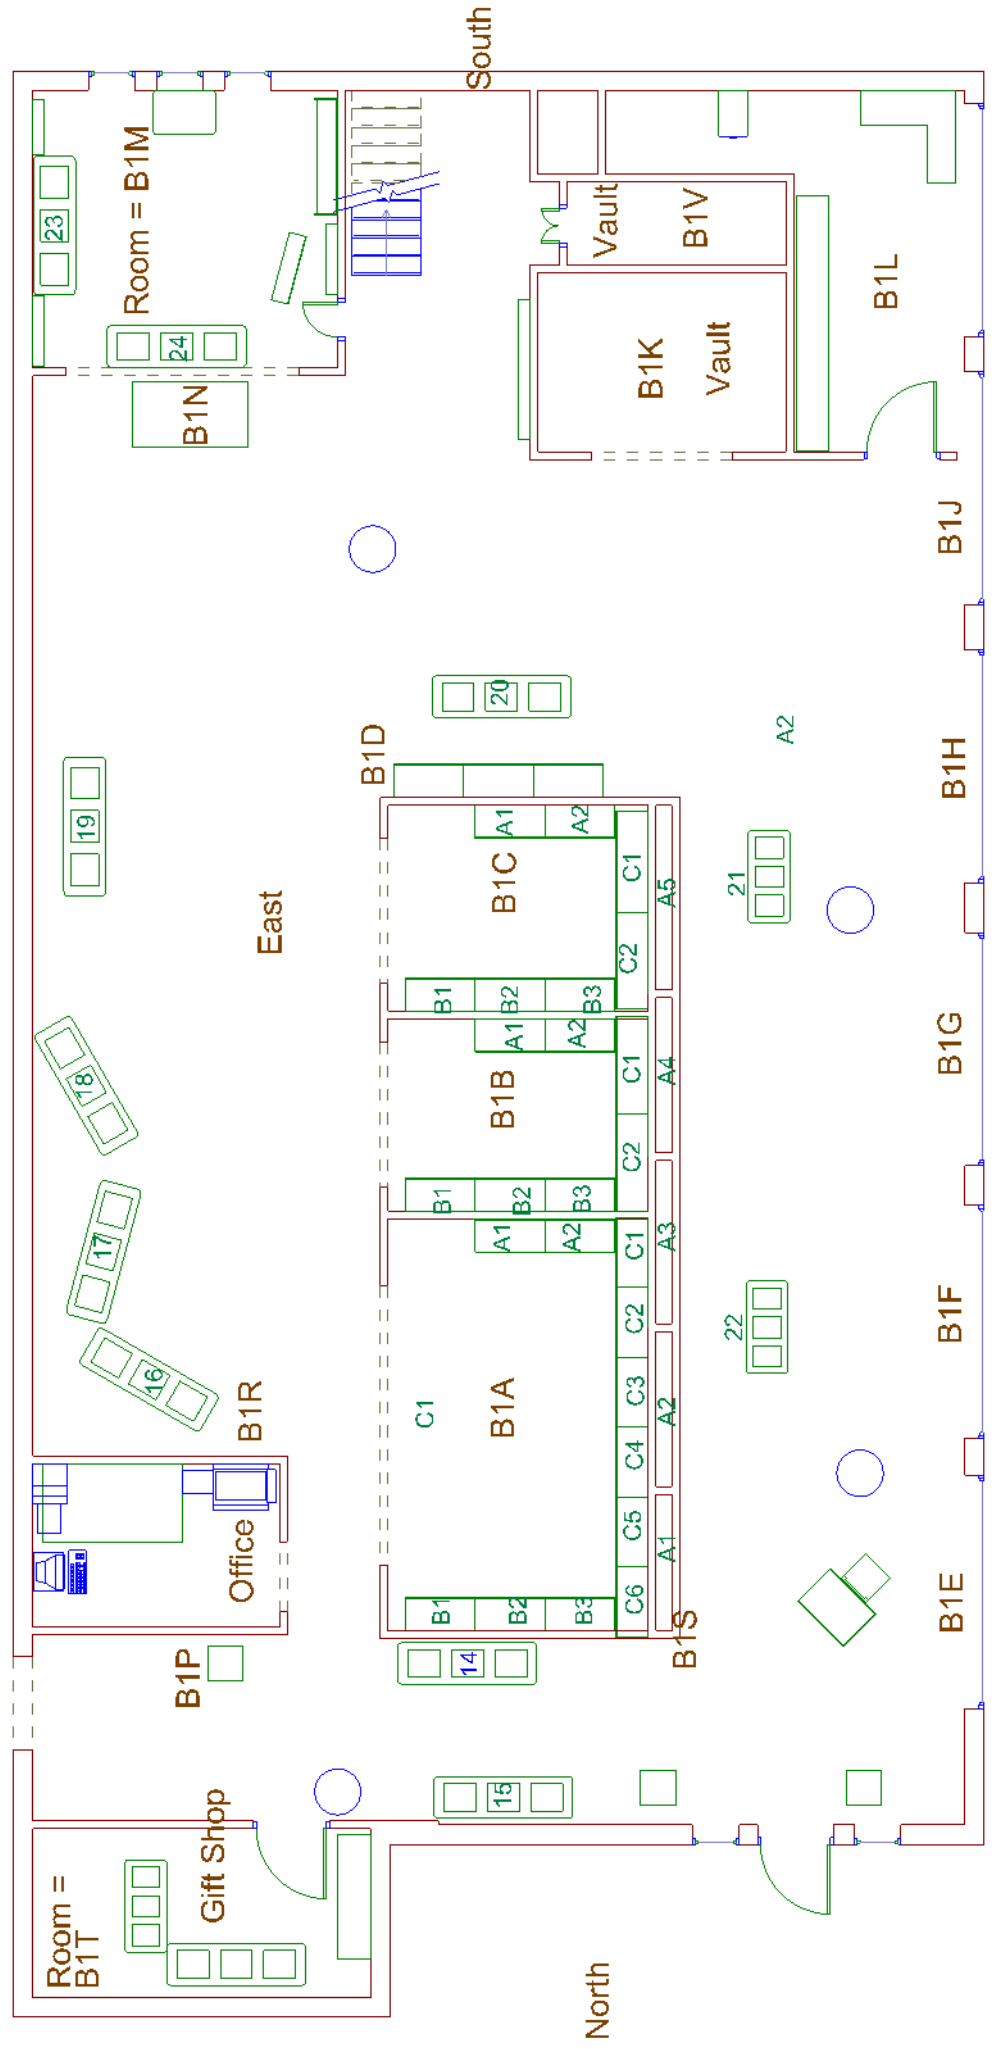 South
Room = B1M
23
24
B1N
Vault
B1V
B1L
B1K
Vault
B1J
20
B1D
A2
B1H
19
East
A1
A2
B1C
C1
A5
21
C2
B1
B2
B3
18
A1
A2
B1B
C1
A4
B1G
C2
B1
B2
B3
17
A1
A2
C1
A3
16
C2
22
B1F
B1R
C1
B1A
C3
A2
C4
C5
A1
Office
B1
B2
B3
C6
B1E
B1P
14
B1S
15
Gift Shop
Room =
B1T
North